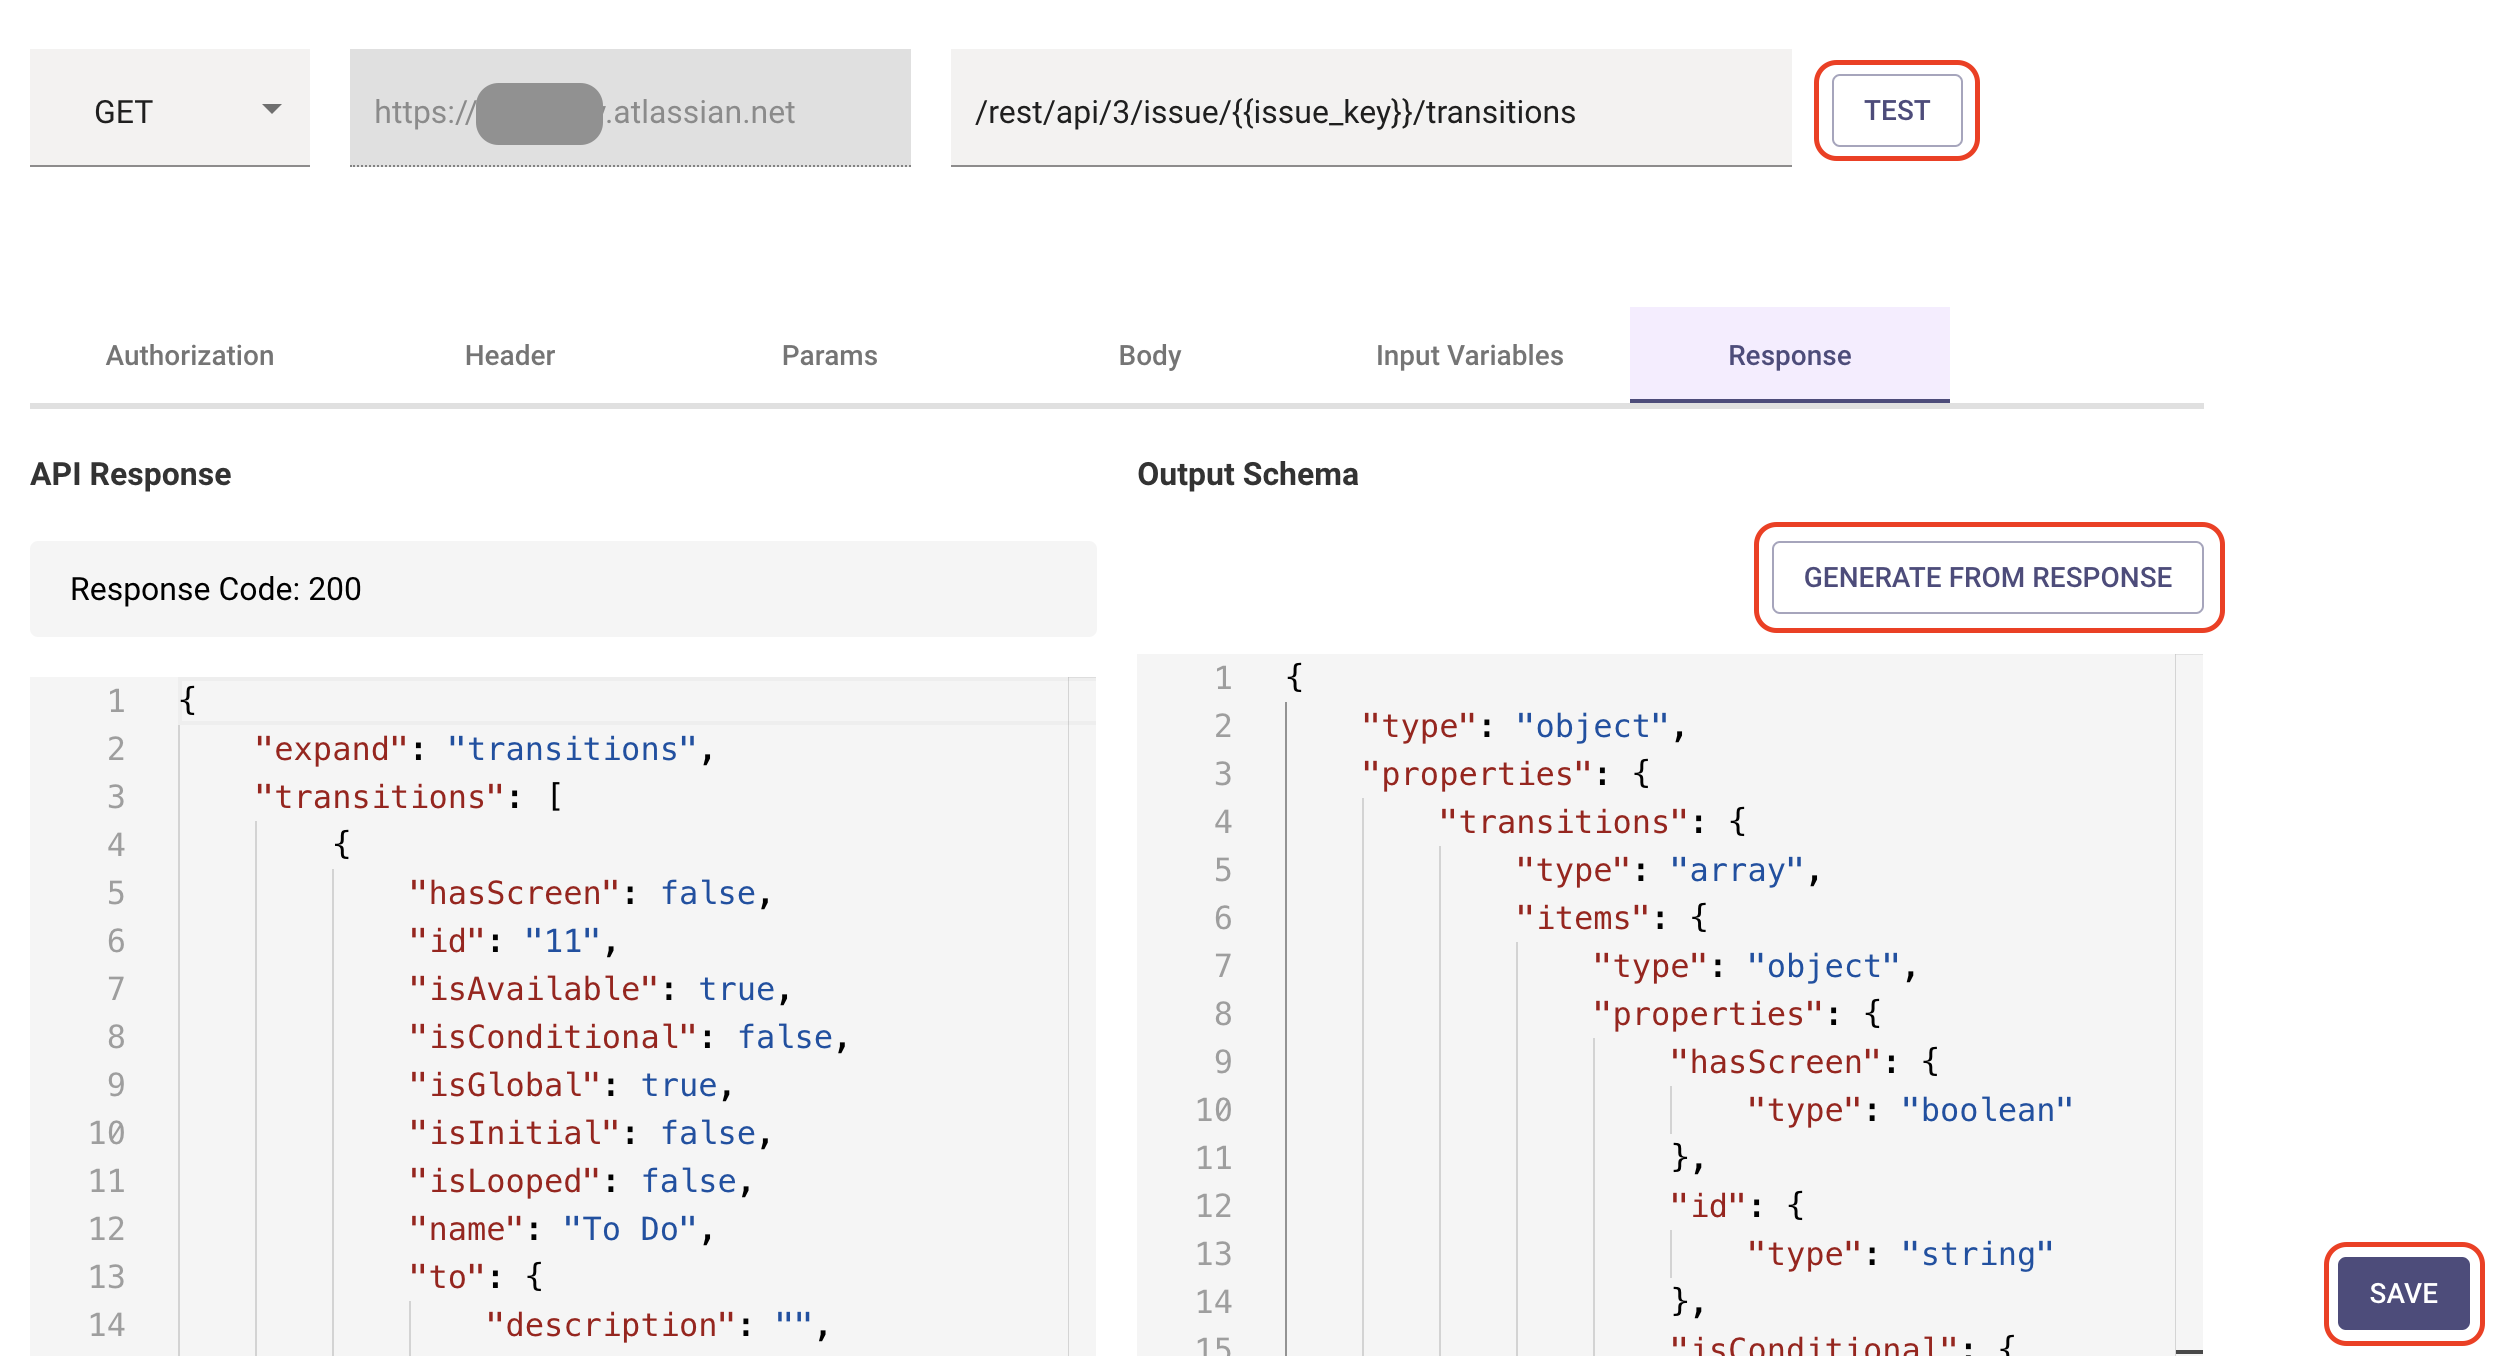 GET
https:// .atlassian.net
/rest/api/3/issue/{{issue_key}}/transitions
TEST
Authorization
Header
Params
Body
Input Variables
Response
API Response
Response Code: 200
1 {
2 "expand": "transitions",
3 "transitions": [
4 {
5 "hasScreen": false,
6 "id": "11",
7 "isAvailable": true,
8 "isConditional": false,
9 "isGlobal": true,
10 "isInitial": false,
11 "isLooped": false,
12 "name": "To Do",
13 "to": {
14 "description": "",
Output Schema
GENERATE FROM RESPONSE
1 {
2 "type": "object",
3 "properties": {
4 "transitions": {
5 "type": "array",
6 "items": {
7 "type": "object",
8 "properties": {
9 "hasScreen": {
10 "type": "boolean"
11 },
12 "id": {
13 "type": "string"
14 },
15 "isConditional": {
SAVE